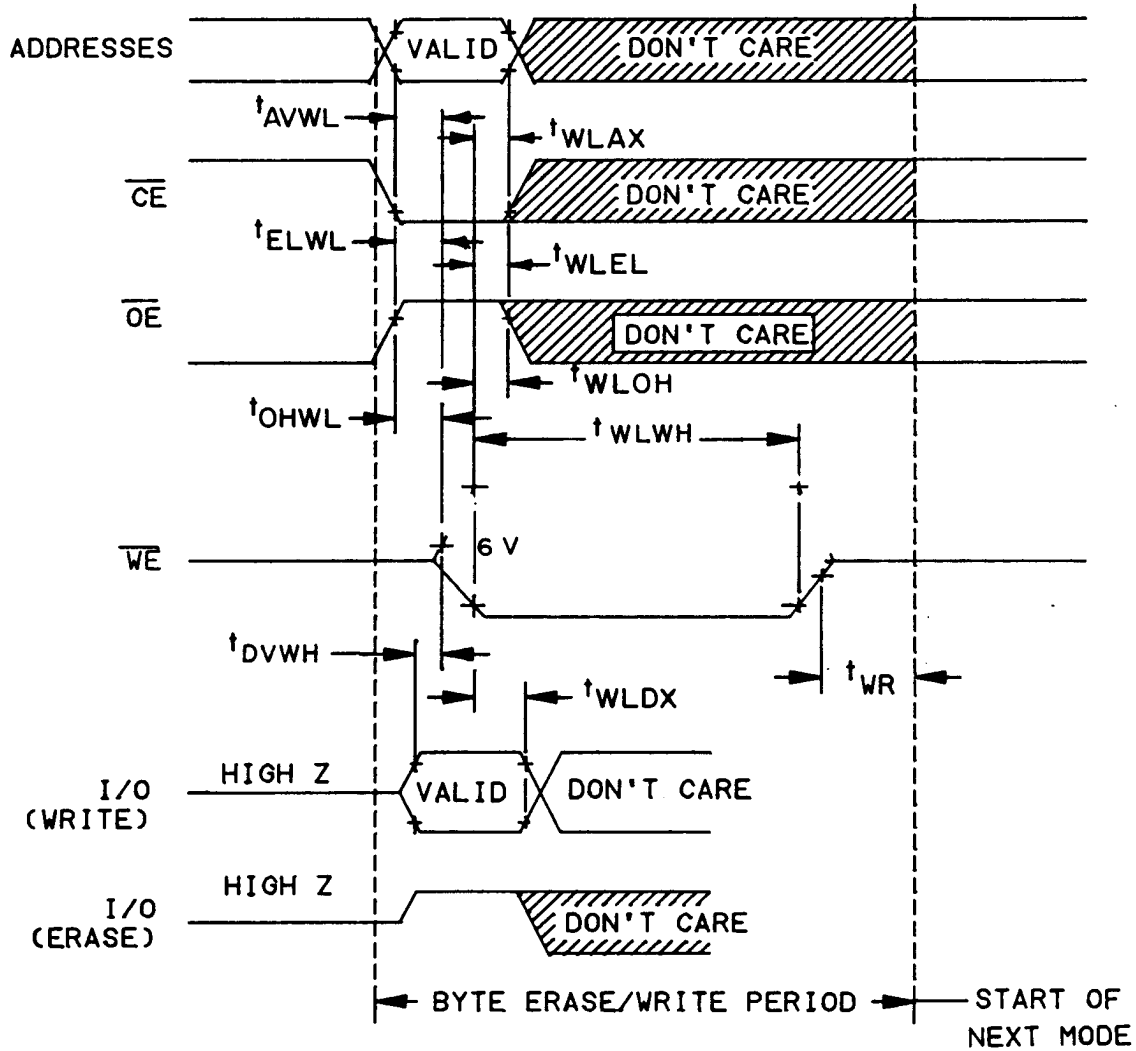 ADDRESSES
VALID
DON'T CARE
tAVWL
tWLAX
CE
DON'T CARE
tELWL
tWLEL
OE
DON'T CARE
tWLOH
tOHWL
tWLWH
WE
6 V
tDVWH
tWLDX
tWR
I/O
(WRITE)
HIGH Z
VALID
DON'T CARE
I/O
(ERASE)
HIGH Z
DON'T CARE
BYTE ERASE/WRITE PERIOD
START OF
NEXT MODE